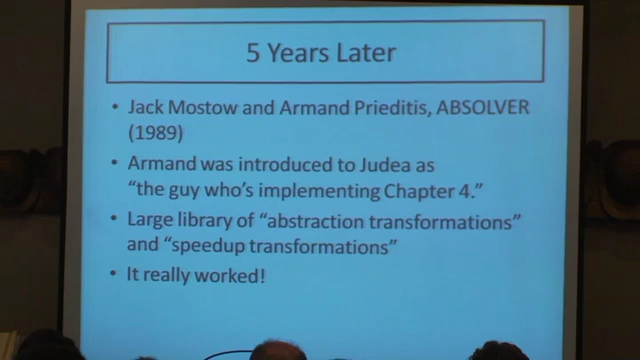 5 Years Later
• Jack Mostow and Armand Prieditis, ABSOLVER
(1989)
• Armand was introduced to Judea as
“the guy who’s implementing Chapter 4.”
• Large library of “abstraction transformations”
and “speedup transformations”
• It really worked!